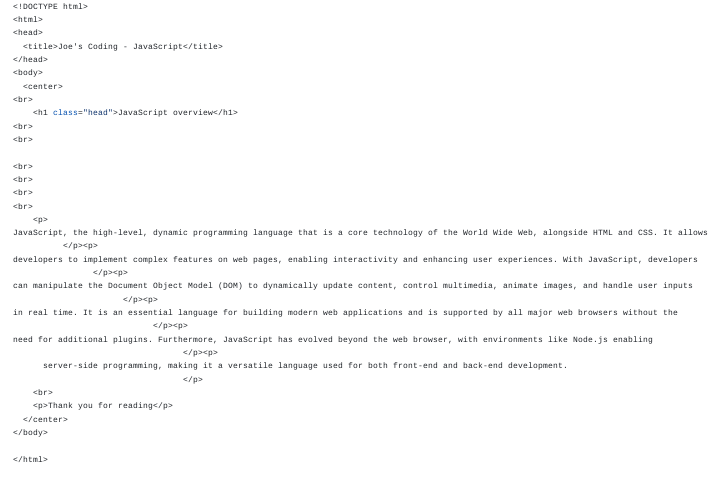 <!DOCTYPE html>
<html>
<head>
  <title>Joe's Coding - JavaScript</title>
</head>
<body>
  <center>
<br>
    <h1 class="head">JavaScript overview</h1>
<br>
<br>

<br>
<br>
<br>
<br>
    <p>
JavaScript, the high-level, dynamic programming language that is a core technology of the World Wide Web, alongside HTML and CSS. It allows
          </p><p>
developers to implement complex features on web pages, enabling interactivity and enhancing user experiences. With JavaScript, developers
                </p><p>
can manipulate the Document Object Model (DOM) to dynamically update content, control multimedia, animate images, and handle user inputs
                      </p><p>
in real time. It is an essential language for building modern web applications and is supported by all major web browsers without the
                            </p><p>
need for additional plugins. Furthermore, JavaScript has evolved beyond the web browser, with environments like Node.js enabling
                                  </p><p>
      server-side programming, making it a versatile language used for both front-end and back-end development.
                                  </p>
    <br>
    <p>Thank you for reading</p>
  </center>
</body>

</html>